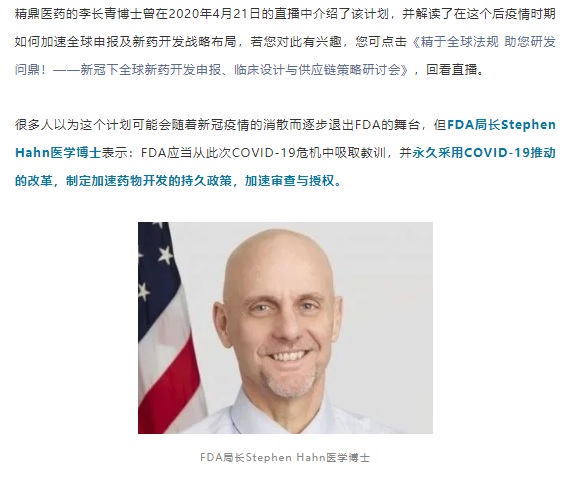 精鼎医药的李长青博士曾在2020年4月21日的直播中介绍了该计划，并解读了在这个后疫情时期
如何加速全球申报及新药开发战略布局，若您对此有兴趣，您可点击《精于全球法规 助您研发
问鼎！——新冠下全球新药开发申报、临床设计与供应链策略研讨会》，回看直播。
很多人以为这个计划可能会随着新冠疫情的消散而逐步退出FDA的舞台，但FDA局长Stephen
Hahn医学博士表示：FDA应当从此次COVID-19危机中吸取教训，并永久采用COVID-19推动
的改革，制定加速药物开发的持久政策，加速审查与授权。
FDA局长Stephen Hahn医学博士